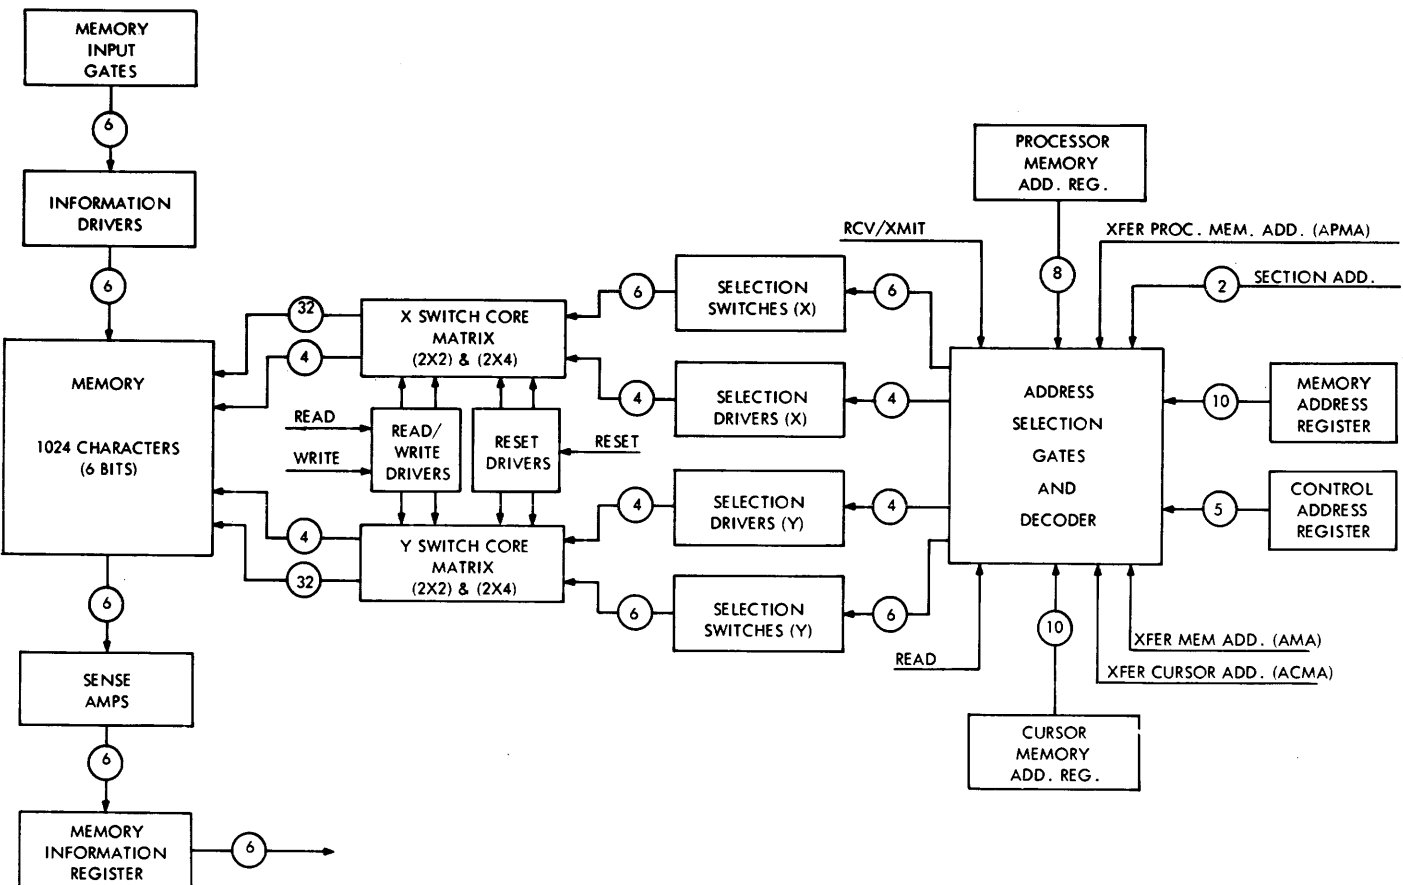 MEMORY
INPUT
GATES
6
INFORMATION
DRIVERS
6
MEMORY
1024 CHARACTERS
(6 BITS)
6
SENSE
AMPS
6
MEMORY
INFORMATION
REGISTER
6
32
4
4
32
X SWITCH CORE
MATRIX
(2X2) & (2X4)
READ
WRITE
READ/
WRITE
DRIVERS
RESET
DRIVERS
RESET
Y SWITCH CORE
MATRIX
(2X2) & (2X4)
6
4
4
6
SELECTION
SWITCHES (X)
SELECTION
DRIVERS (X)
SELECTION
DRIVERS (Y)
SELECTION
SWITCHES (Y)
6
4
4
6
PROCESSOR
MEMORY
ADD. REG.
RCV/XMIT
8
XFER PROC. MEM. ADD. (APMA)
2
SECTION ADD.
ADDRESS
SELECTION
GATES
AND
DECODER
10
MEMORY
ADDRESS
REGISTER
5
CONTROL
ADDRESS
REGISTER
READ
10
XFER MEM ADD. (AMA)
XFER CURSOR ADD. (ACMA)
CURSOR
MEMORY
ADD. REG.